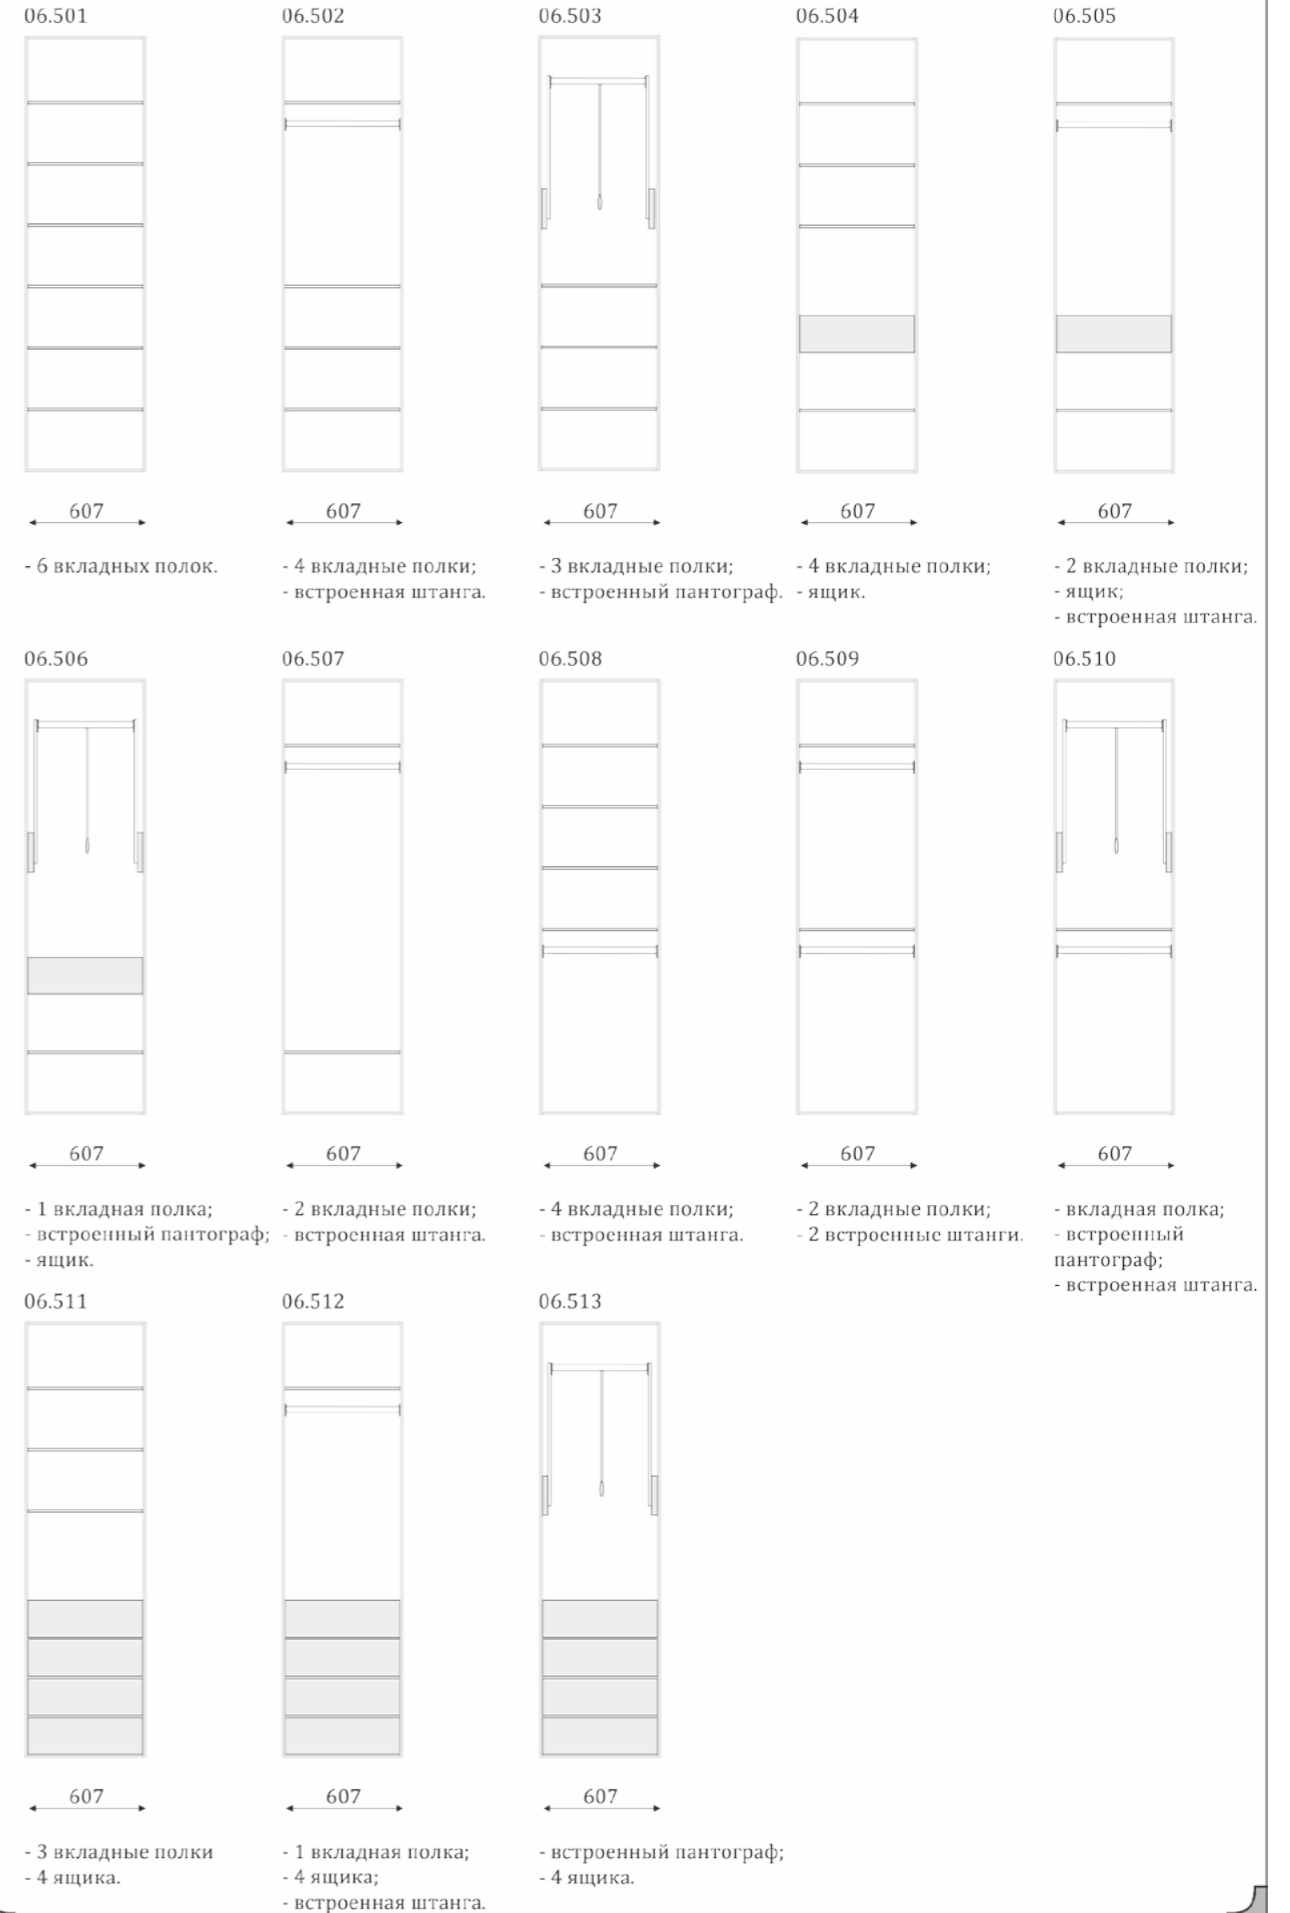 06.501
06.502
06.503
06.504
06.505
607
607
607
607
607
- 6 вкладных полок.
- 4 вкладные полки;
- встроенная штанга.
- 3 вкладные полки;
- встроенный пантограф.
- 4 вкладные полки;
- ящик.
- 2 вкладные полки;
- ящик;
- встроенная штанга.
06.506
06.507
06.508
06.509
06.510
607
607
607
607
607
- 1 вкладная полка;
- встроенный пантограф;
- ящик.
- 2 вкладные полки;
- встроенная штанга.
- 4 вкладные полки;
- встроенная штанга.
- 2 вкладные полки;
- 2 встроенные штанги.
- вкладная полка;
- встроенный
пантограф;
- встроенная штанга.
06.511
06.512
06.513
607
607
607
- 3 вкладные полки
- 4 ящика.
- 1 вкладная полка;
- 4 ящика;
- встроенная штанга.
- встроенный пантограф;
- 4 ящика.